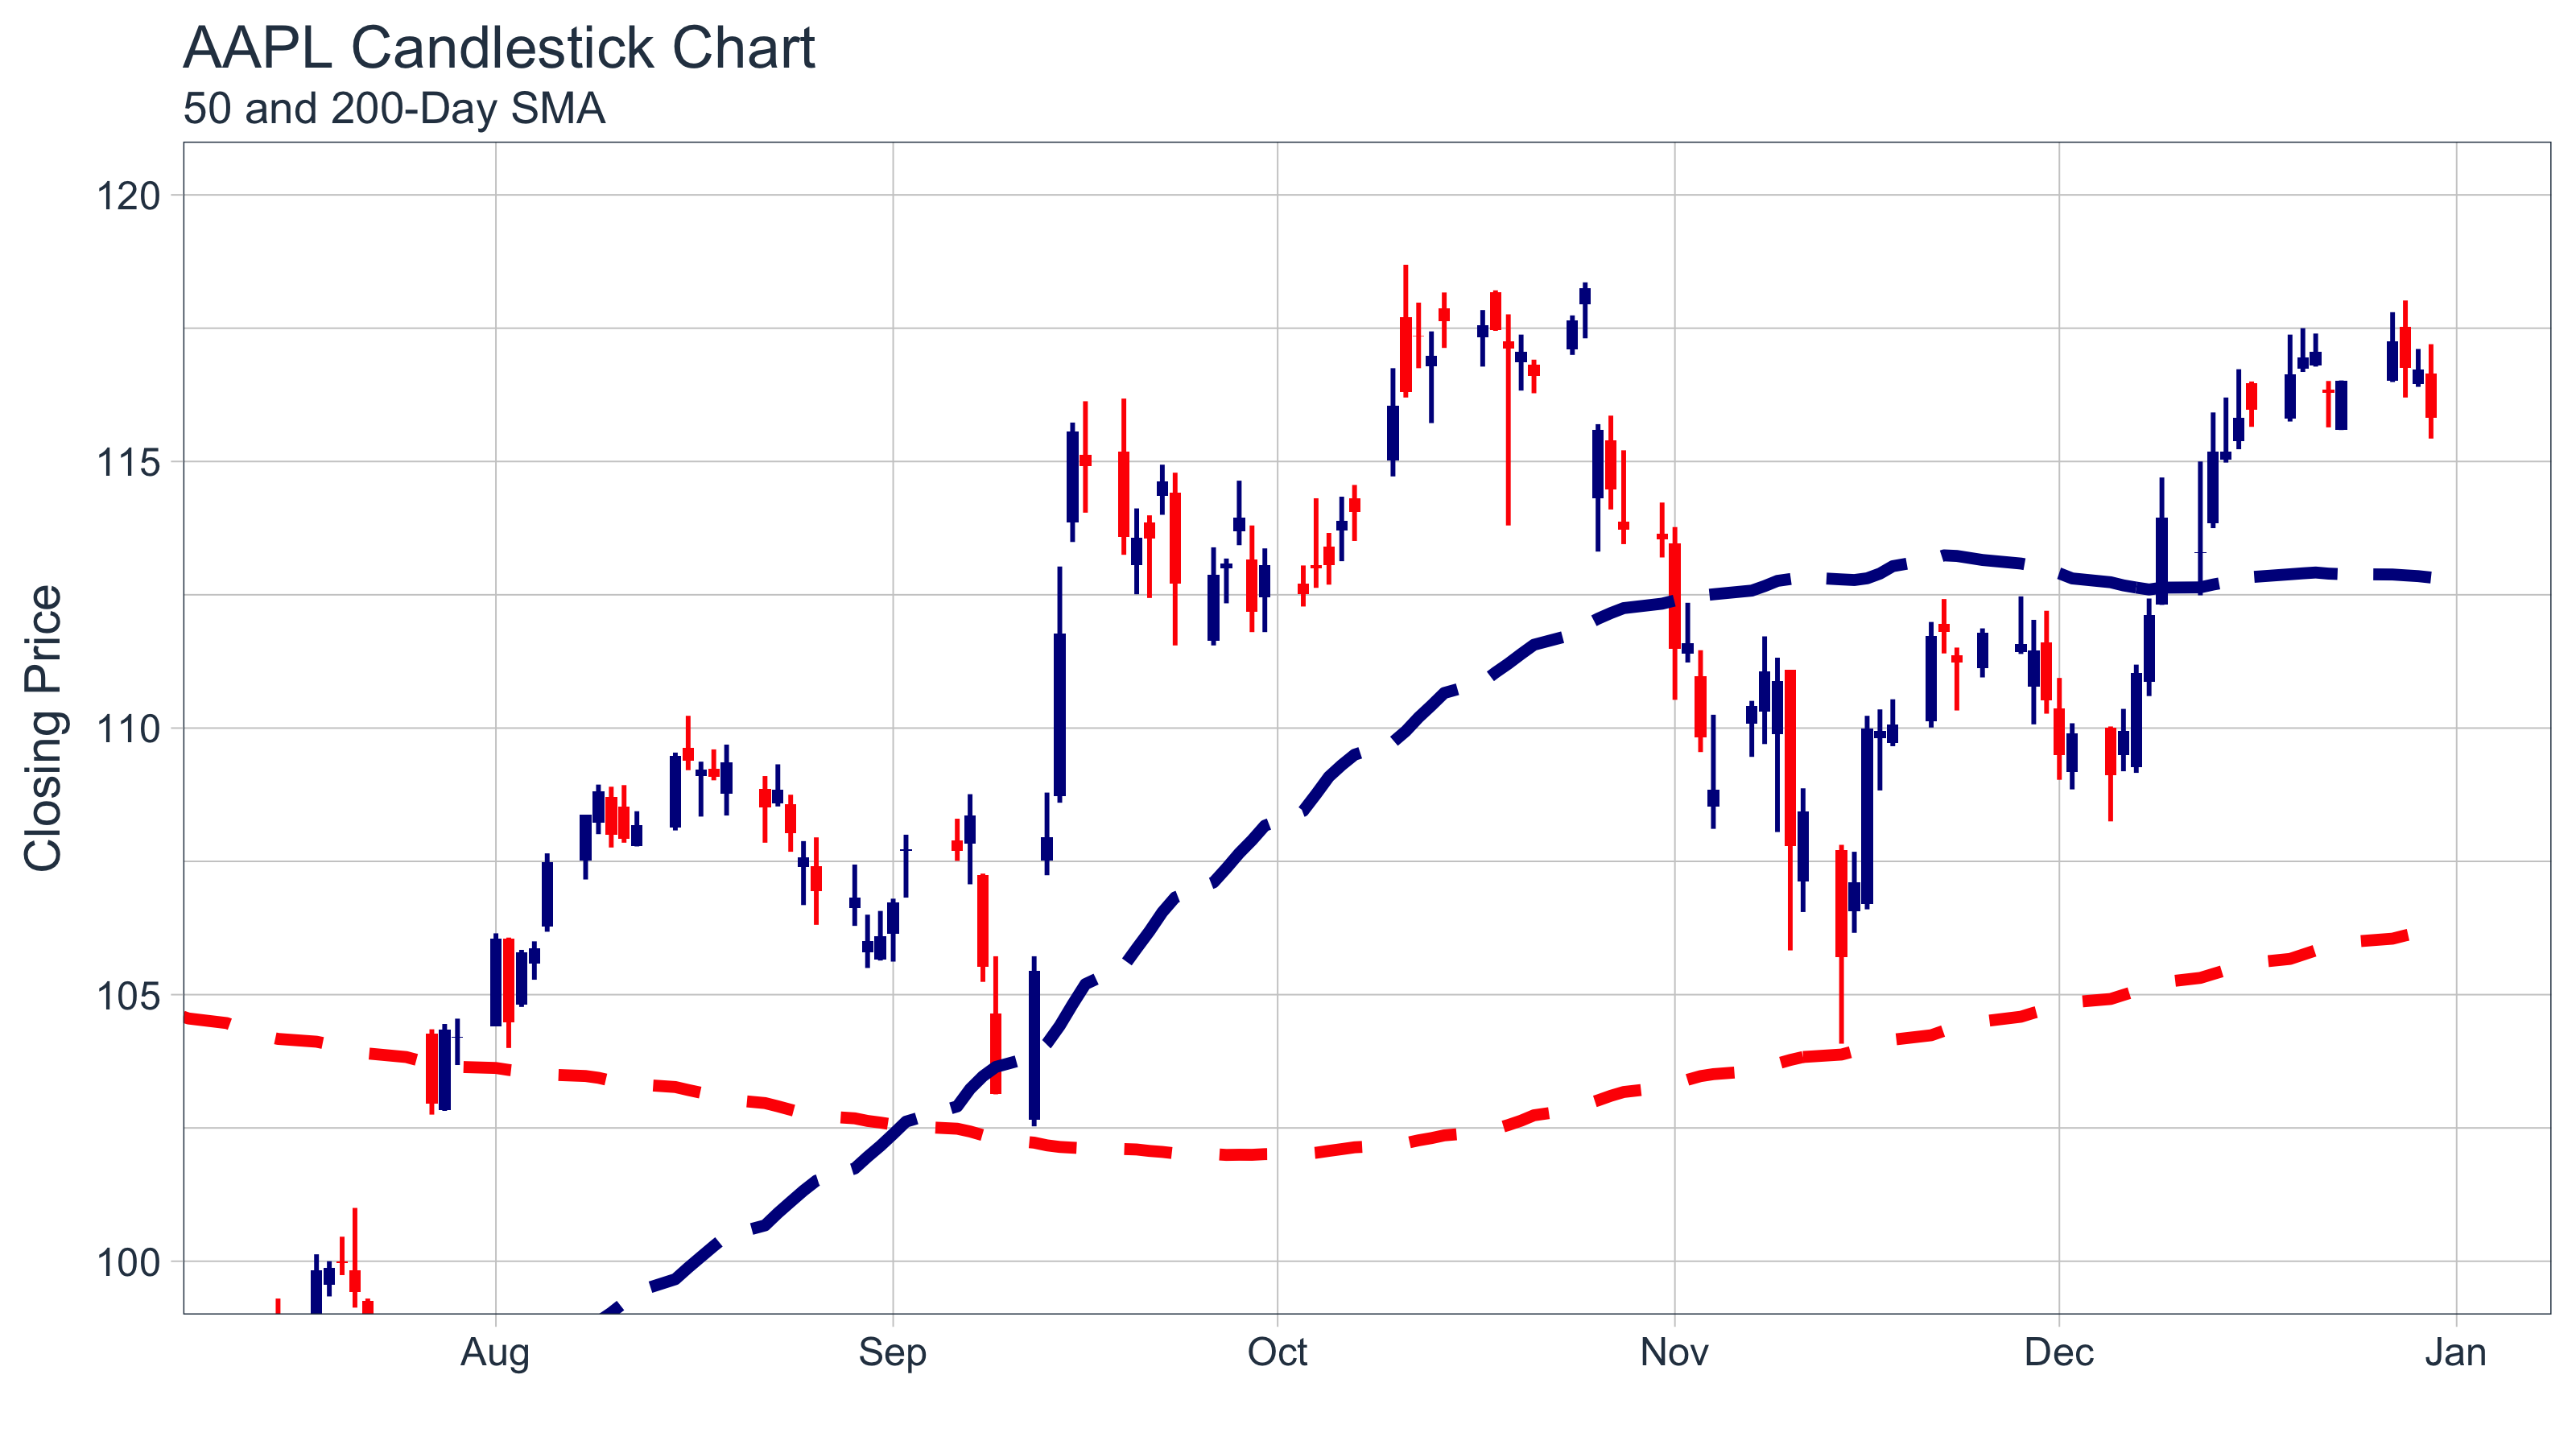 AAPL Candlestick Chart
50 and 200-Day SMA
Closing Price
120
115
110
105
100
Aug Sep Oct Nov Dec Jan